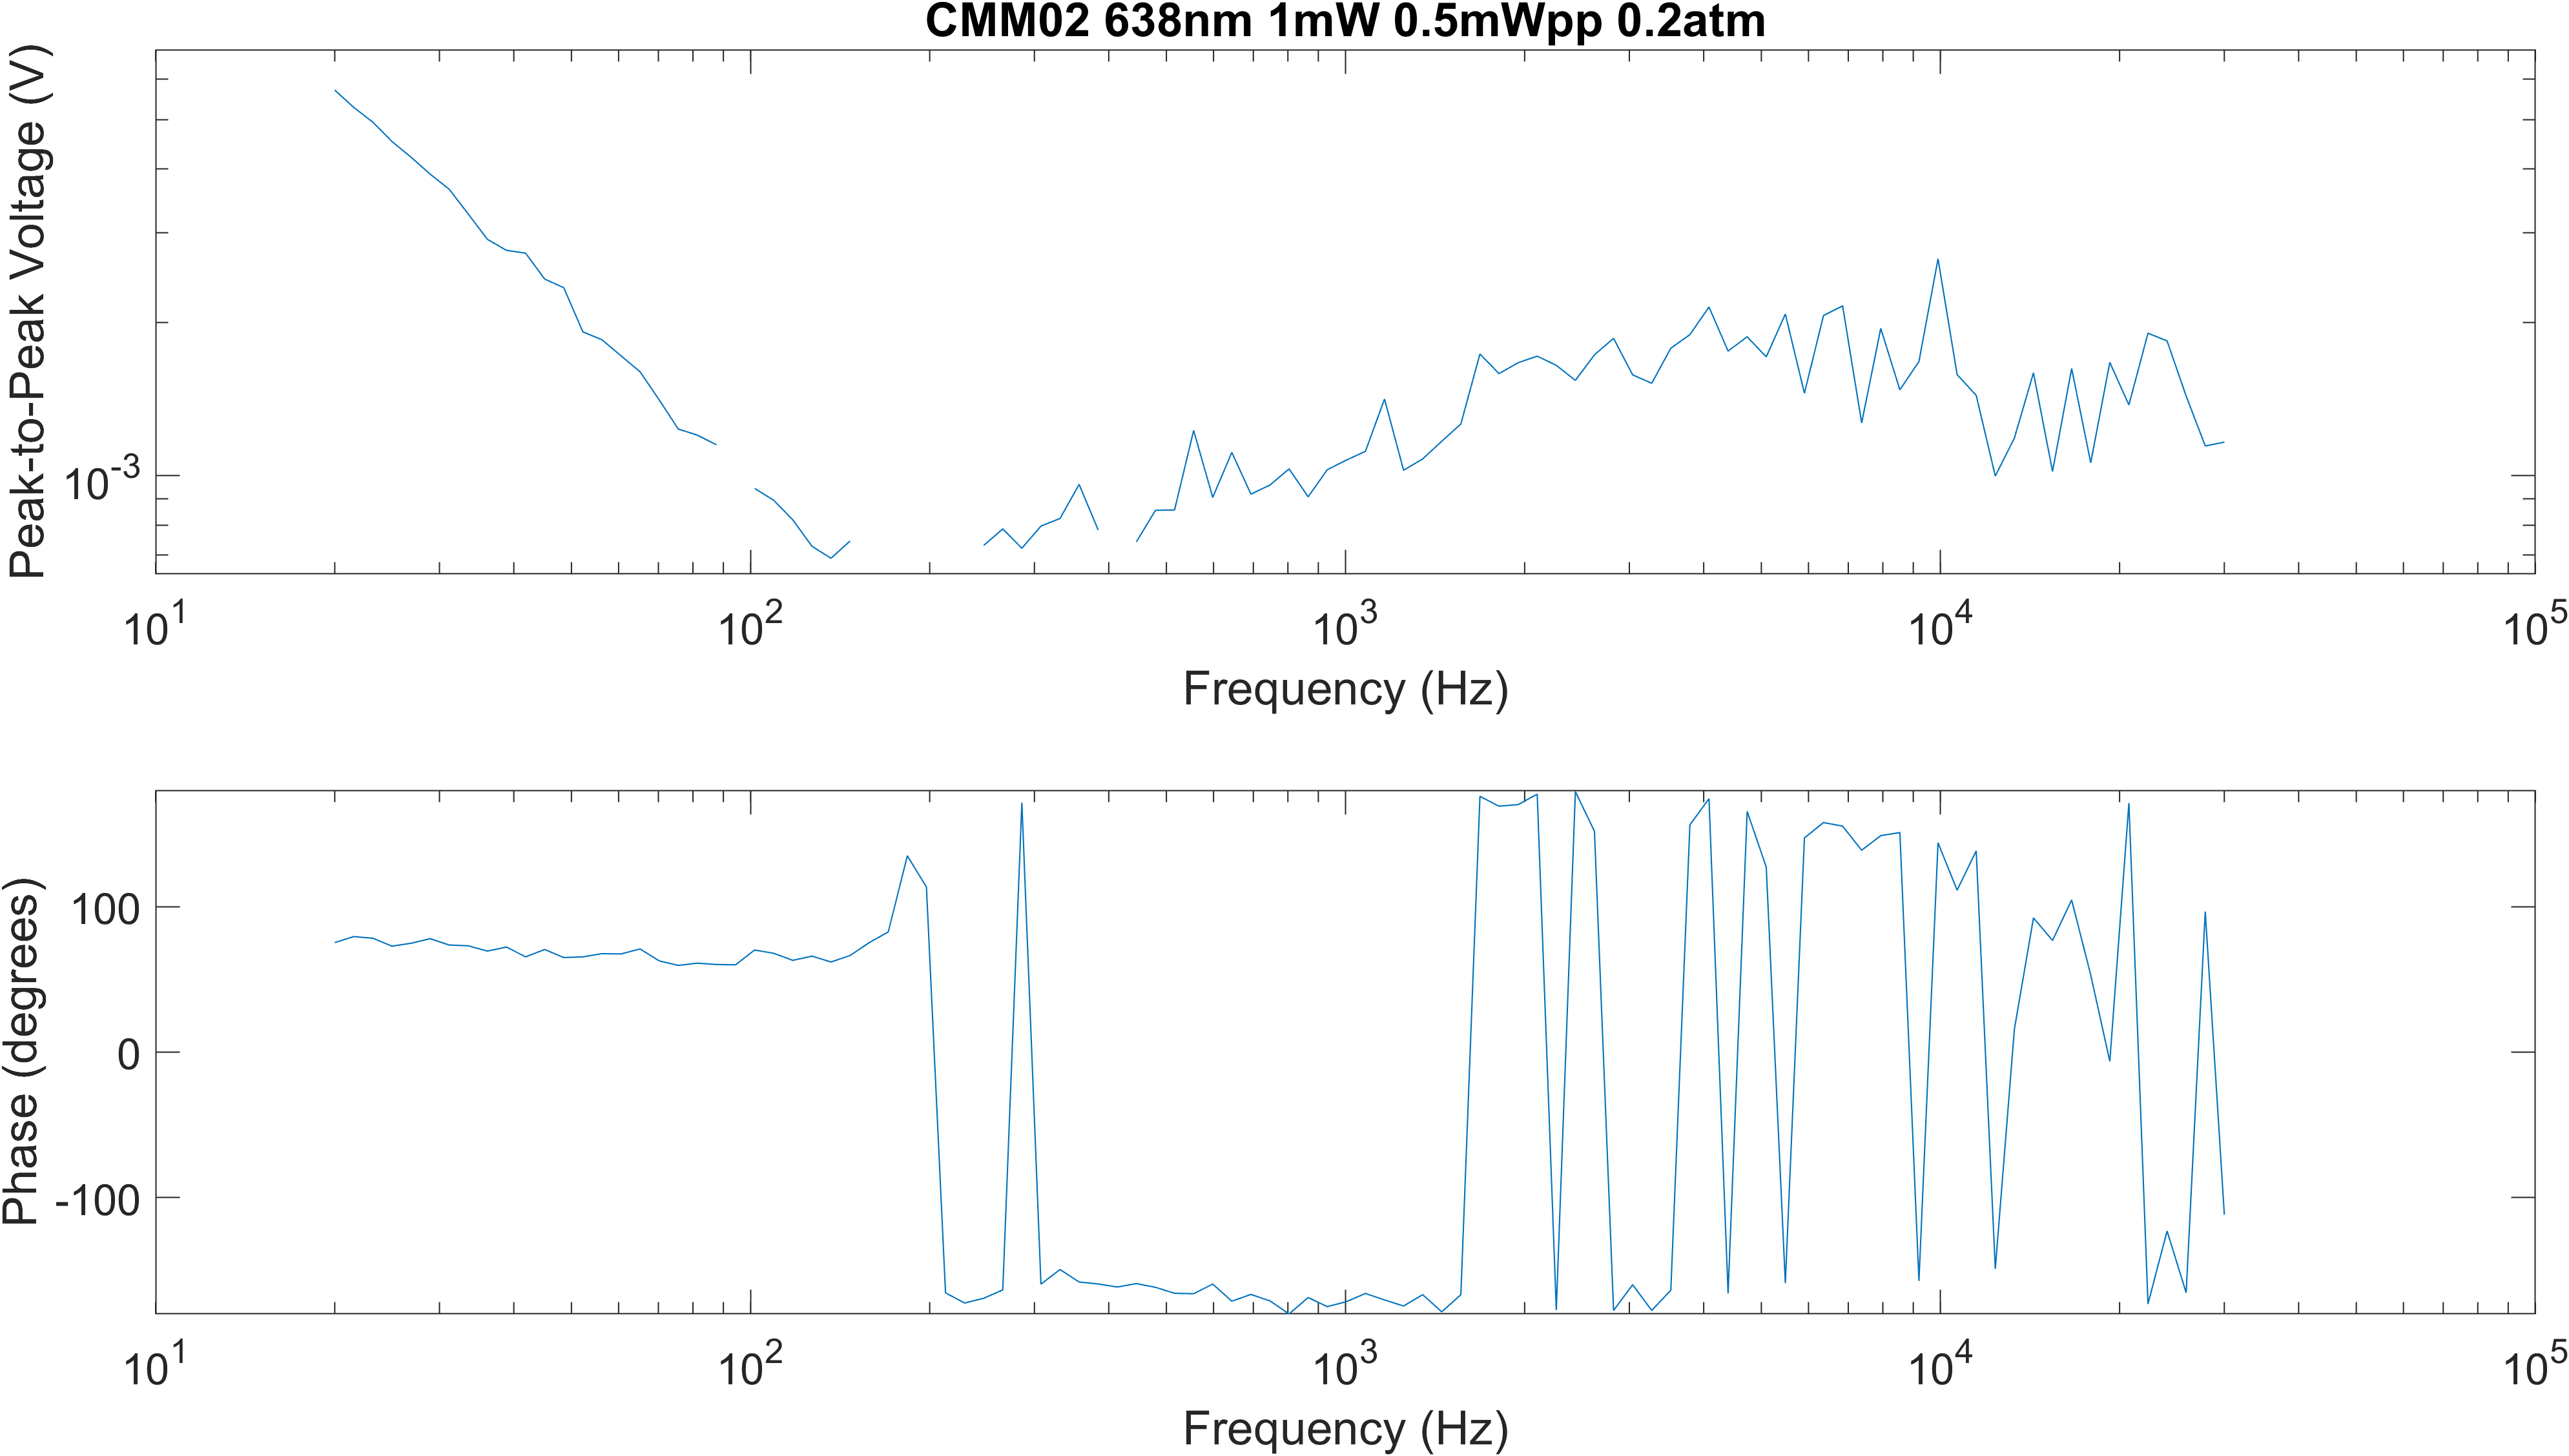 CMM02 638nm 1mW 0.5mWpp 0.2atm
Peak-to-Peak Voltage (V)
10-3
101 102 103 104 105
Frequency (Hz)
Phase (degrees)
100
0
-100
101 102 103 104 105
Frequency (Hz)